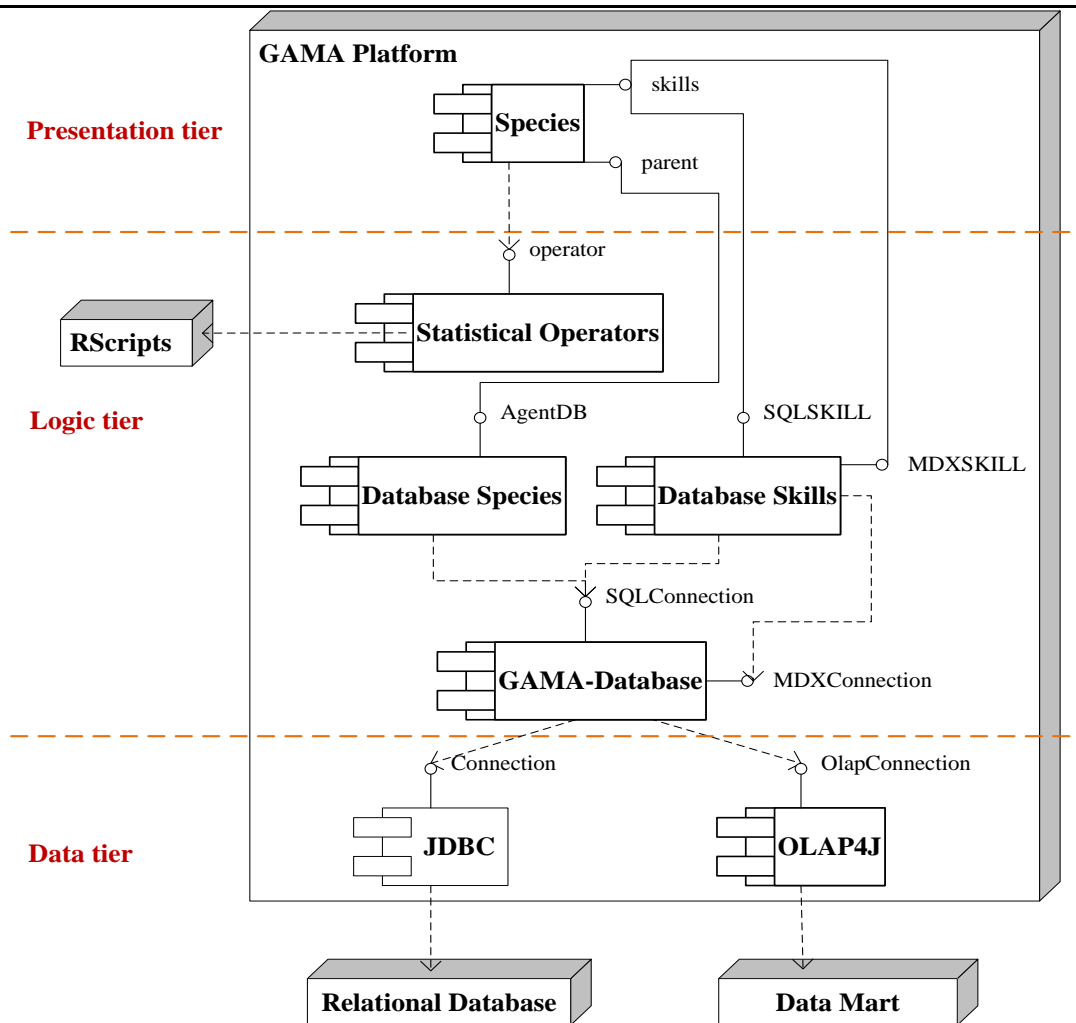 GAMA Platform
skills
Species
Presentation tier
parent
operator
Statistical Operators
RScripts
Logic tier
AgentDB
SQLSKILL
MDXSKILL
Database Species
Database Skills
SQLConnection
GAMA-Database
MDXConnection
Connection
OlapConnection
JDBC
OLAP4J
Data tier
Relational Database
Data Mart